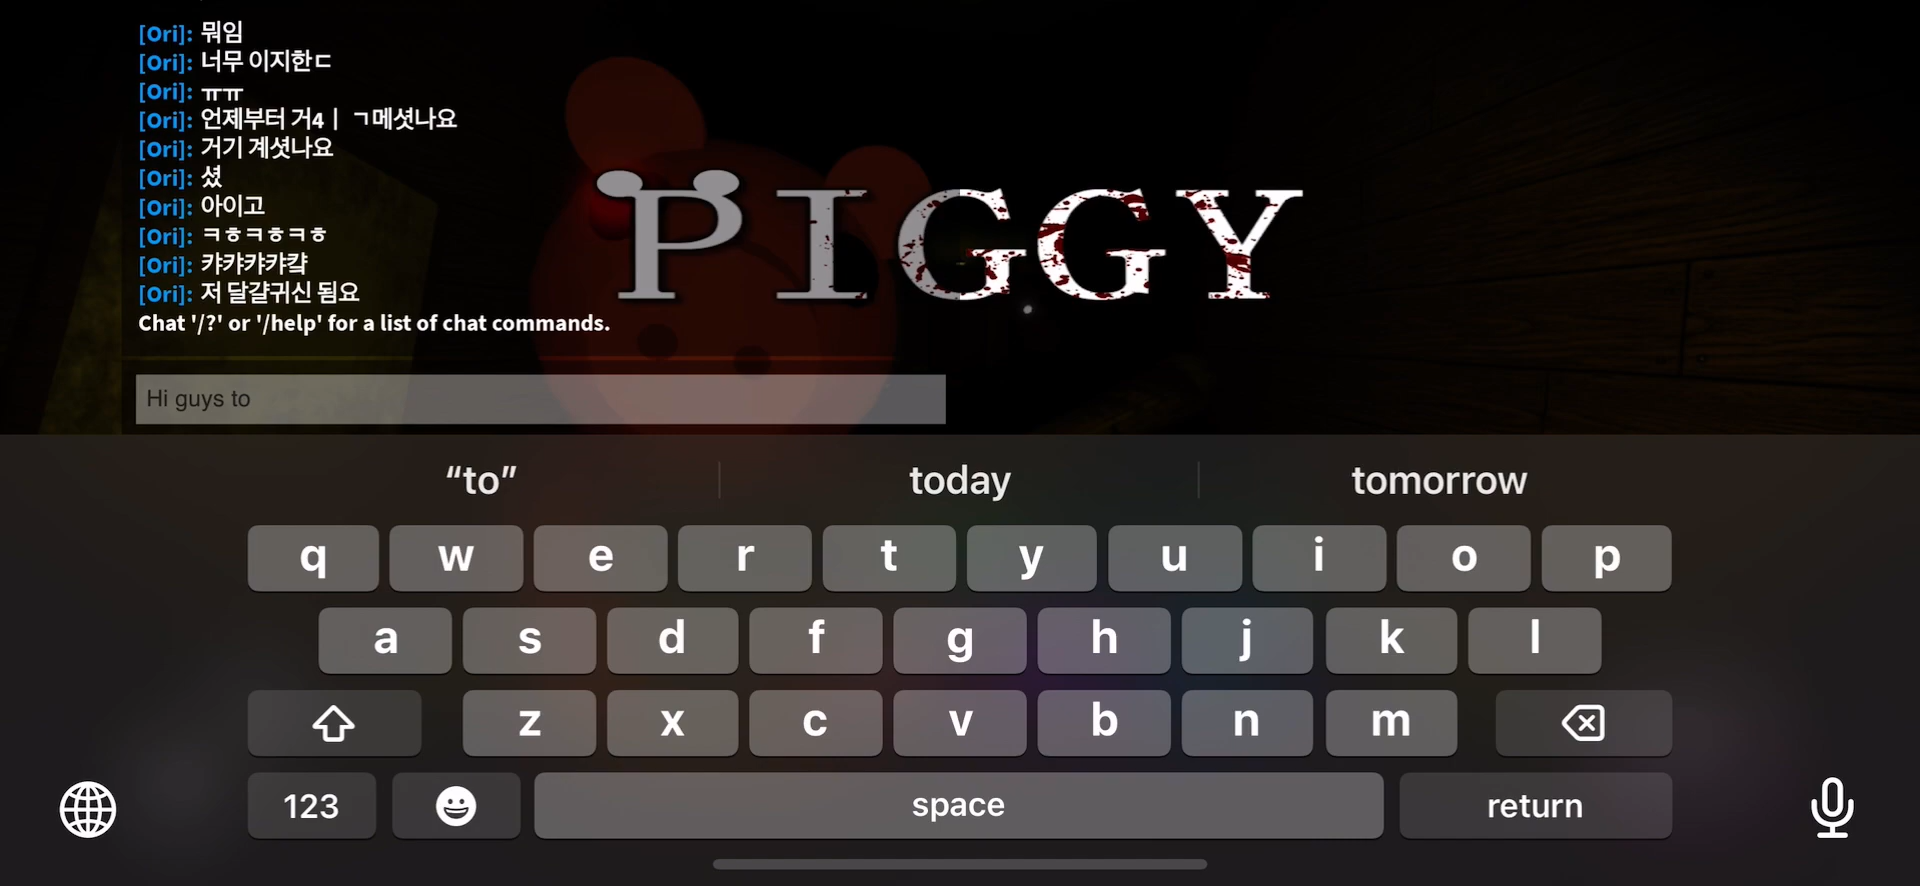 [Ori]: 뭐임
[Ori]: 너무 이지한ㄷ
[Ori]: ㅠㅠ
[Ori]: 언제부터 거4ㅣ ㄱ메셧나요
[Ori]: 거기 계셧나요
[Ori]: 셨
[Ori]: 아이고
[Ori]: ㅋㅎㅋㅎㅋㅎ
[Ori]: 캬캬캬캬캌
[Ori]: 저 달걀귀신 됨요
Chat '/?' or '/help' for a list of chat commands.
PIGGY
Hi guys to
“to” today tomorrow
q w e r t y u i o p
a s d f g h j k l
z x c v b n m
123 space return